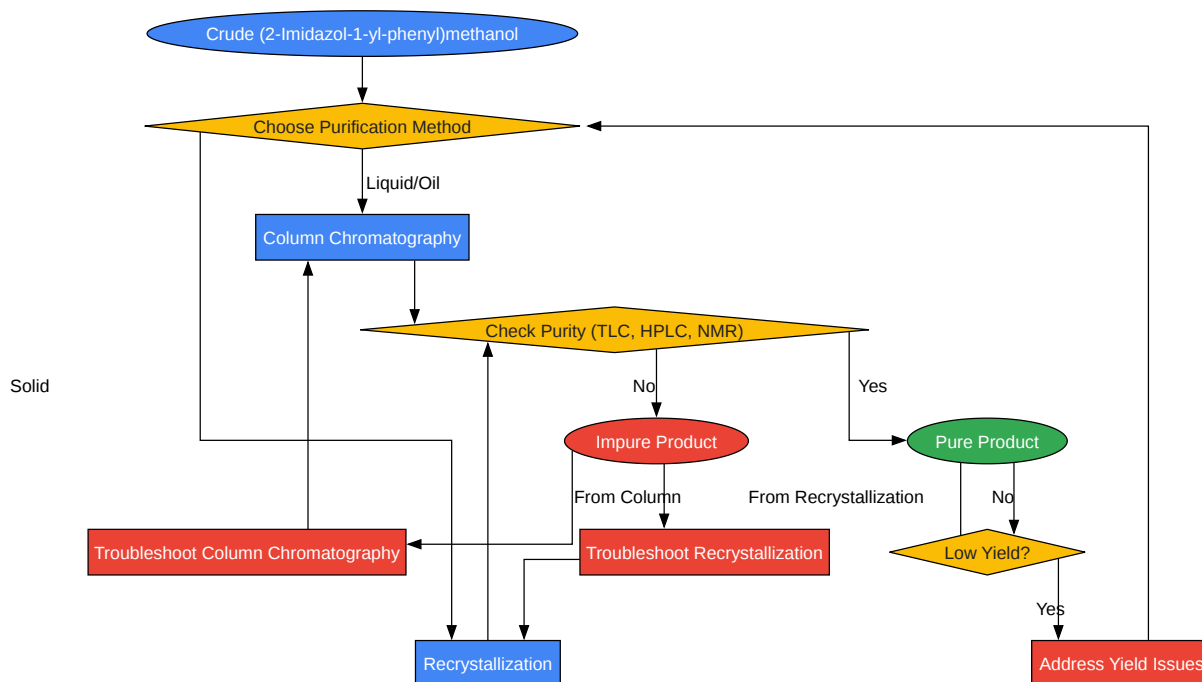 Crude (2-Imidazol-1-yl-phenyl)methanol
Choose Purification Method
Liquid/Oil
Column Chromatography
Check Purity (TLC, HPLC, NMR)
Solid
No
Yes
Impure Product
Pure Product
From Column
From Recrystallization
No
Troubleshoot Column Chromatography
Troubleshoot Recrystallization
Low Yield?
Yes
Recrystallization
Address Yield Issues